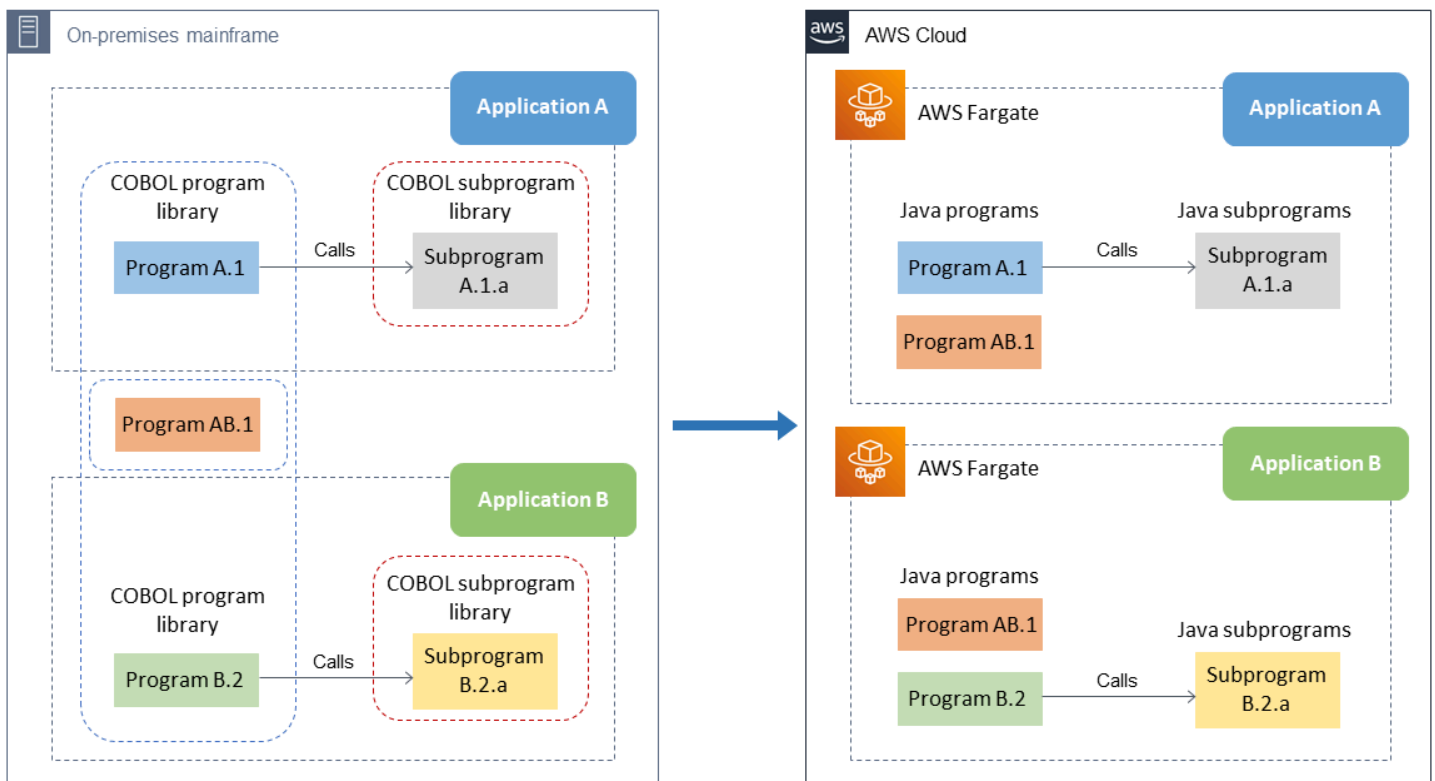 On-premises mainframe
Application A
COBOL program
library
COBOL subprogram
library
Program A.1
Calls
Subprogram
A.1.a
Program AB.1
Application B
COBOL program
library
COBOL subprogram
library
Program B.2
Calls
Subprogram
B.2.a
aws
AWS Cloud
AWS Fargate
Application A
Java programs
Java subprograms
Program A.1
Calls
Subprogram
A.1.a
Program AB.1
AWS Fargate
Application B
Java programs
Program AB.1
Java subprograms
Program B.2
Calls
Subprogram
B.2.a